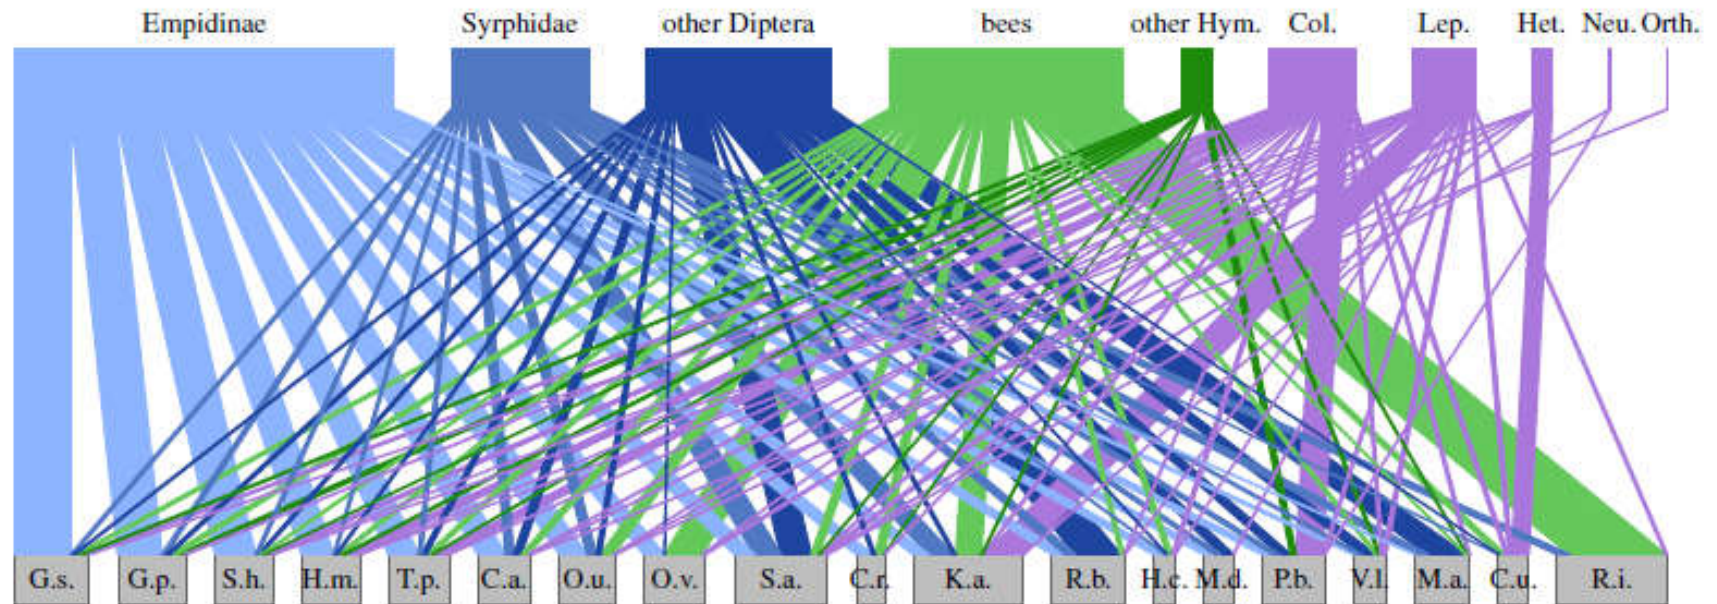 Empidinae Syrphidae other Diptera bees other Hym. Col. Lep. Het. Neu. Orth.
G.s. G.p. S.h. H.m. T.p. C.a. O.u. O.v. S.a. C.r. K.a. R.b. H.c. M.d. P.b. V.l. M.a. C.u. R.i.